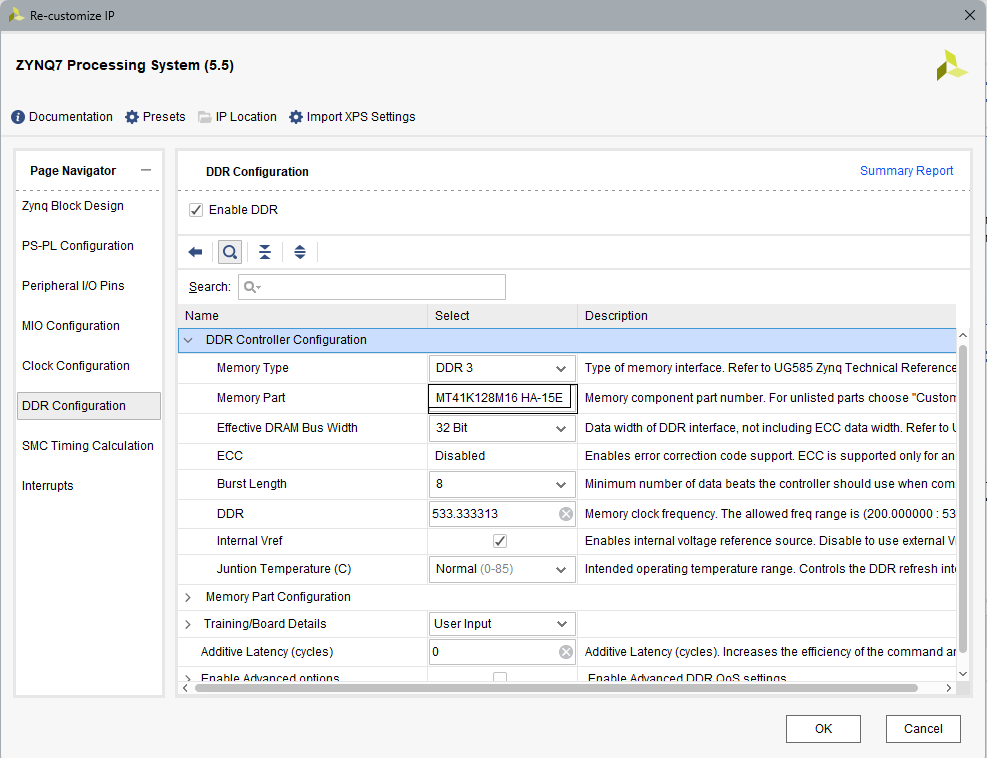 Re-customize IP
ZYNQ7 Processing System (5.5)
Documentation Presets IP Location Import XPS Settings
Page Navigator
Zynq Block Design
PS-PL Configuration
Peripheral I/O Pins
MIO Configuration
Clock Configuration
DDR Configuration
SMC Timing Calculation
Interrupts
DDR Configuration Summary Report
Enable DDR
Search:
Name Select Description
DDR Controller Configuration
Memory Type DDR 3 Type of memory interface. Refer to UG585 Zynq Technical Reference
Memory Part MT41K128M16 HA-15E Memory component part number. For unlisted parts choose "Custom
Effective DRAM Bus Width 32 Bit Data width of DDR interface, not including ECC data width. Refer to U
ECC Disabled Enables error correction code support. ECC is supported only for an
Burst Length 8 Minimum number of data beats the controller should use when com
DDR 533.333313 Memory clock frequency. The allowed freq range is (200.000000 : 53
Internal Vref Enables internal voltage reference source. Disable to use external V
Juntion Temperature (C) Normal (0-85) Intended operating temperature range. Controls the DDR refresh inte
Memory Part Configuration
Training/Board Details User Input
Additive Latency (cycles) 0 Additive Latency (cycles). Increases the efficiency of the command an
Enable Advanced options Enable Advanced DDR QoS settings
OK Cancel